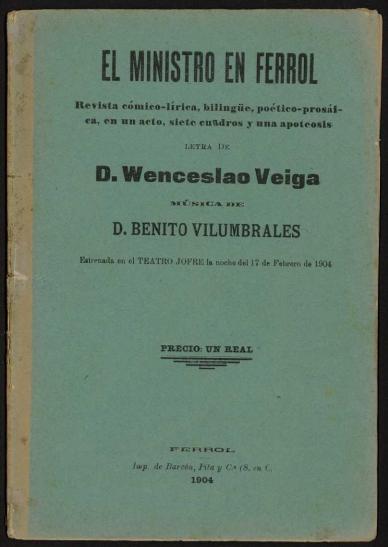 EL MINISTRO EN FERROL
Revista cómico-lírica, bilingüe, poético-prosái-
ca, en un acto, siete cuadros y una apoteosis
LETRA DE
D. Wenceslao Veiga
MÚSICA DE
D. BENITO VILUMBRALES
Estrenada en el TEATRO JOFRE la noche del 17 de Febrero de 1904
PRECIO: UN REAL
FERROL
Imp. de Barcón, Pita y C.ª (S. en C.
1904